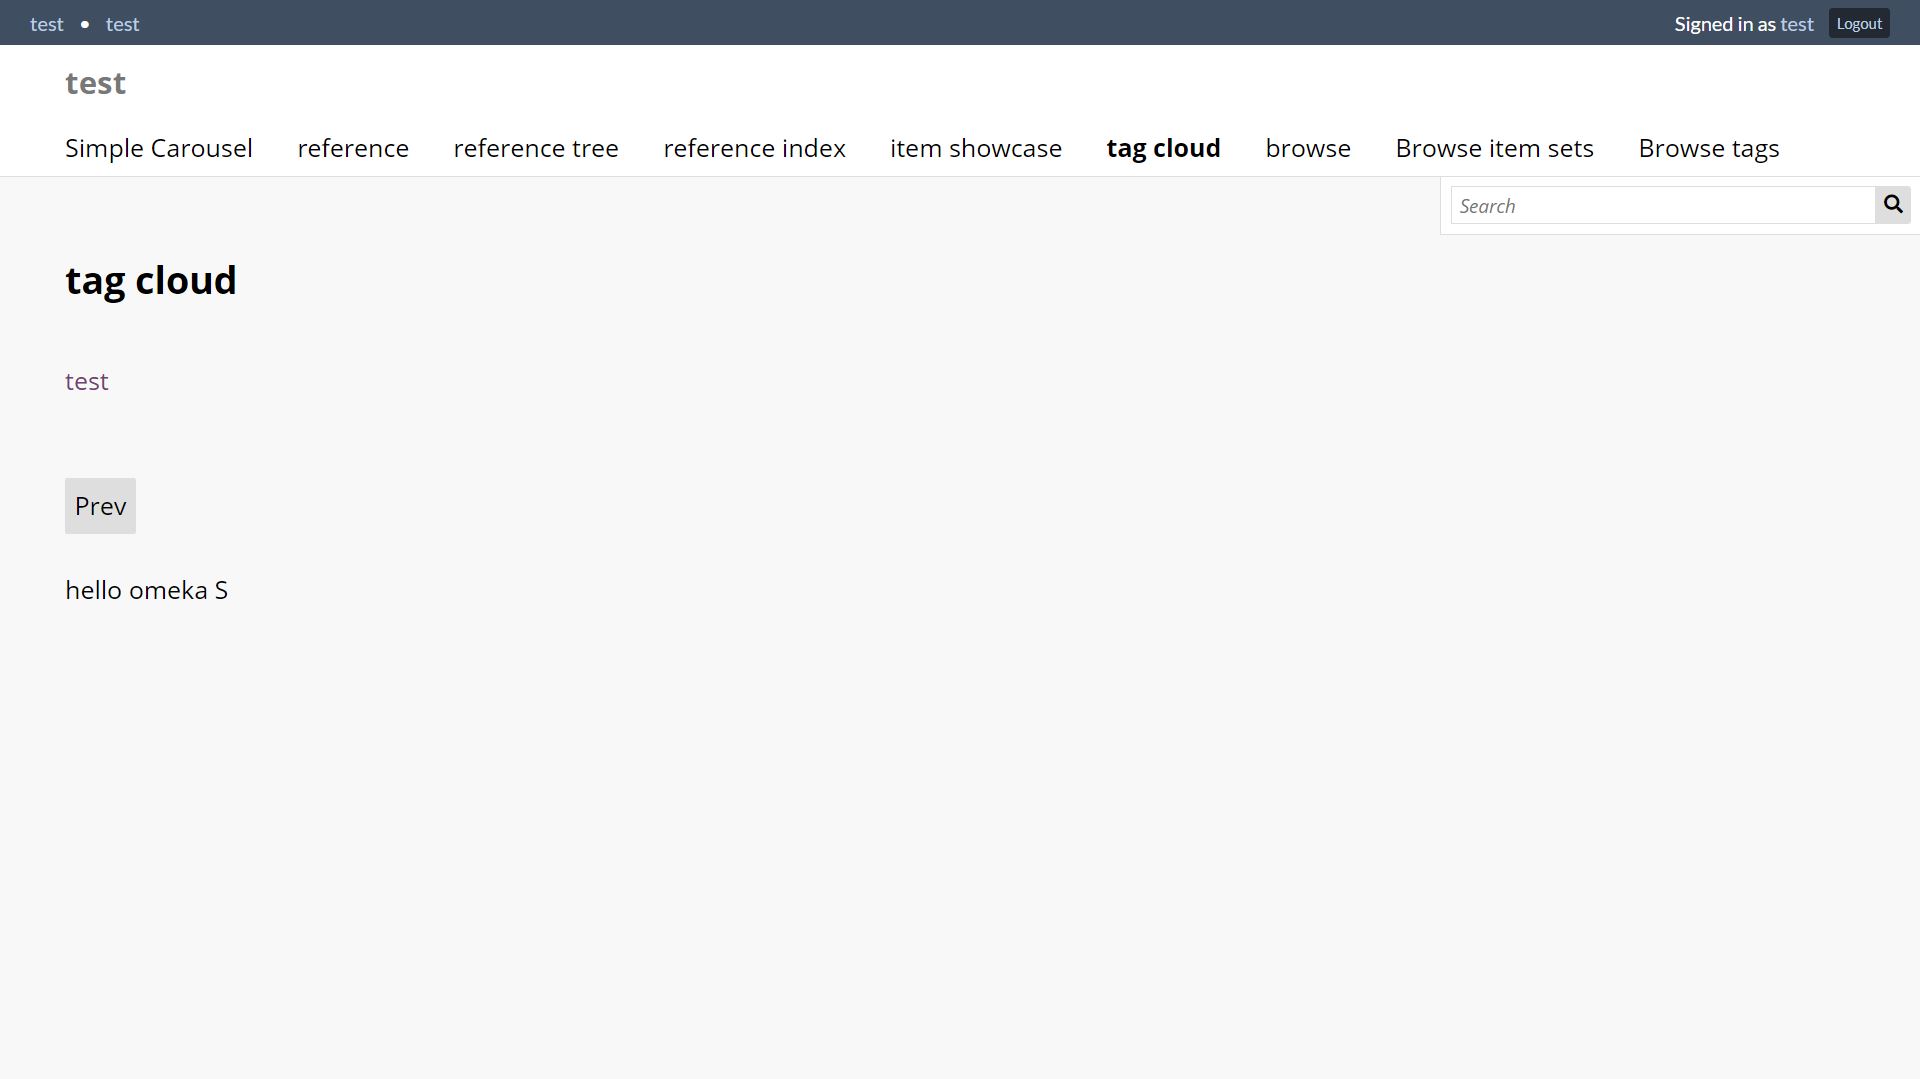 test • test Signed in as test Logout
test
Simple Carousel reference reference tree reference index item showcase tag cloud browse Browse item sets Browse tags
Search
tag cloud
test
Prev
hello omeka S